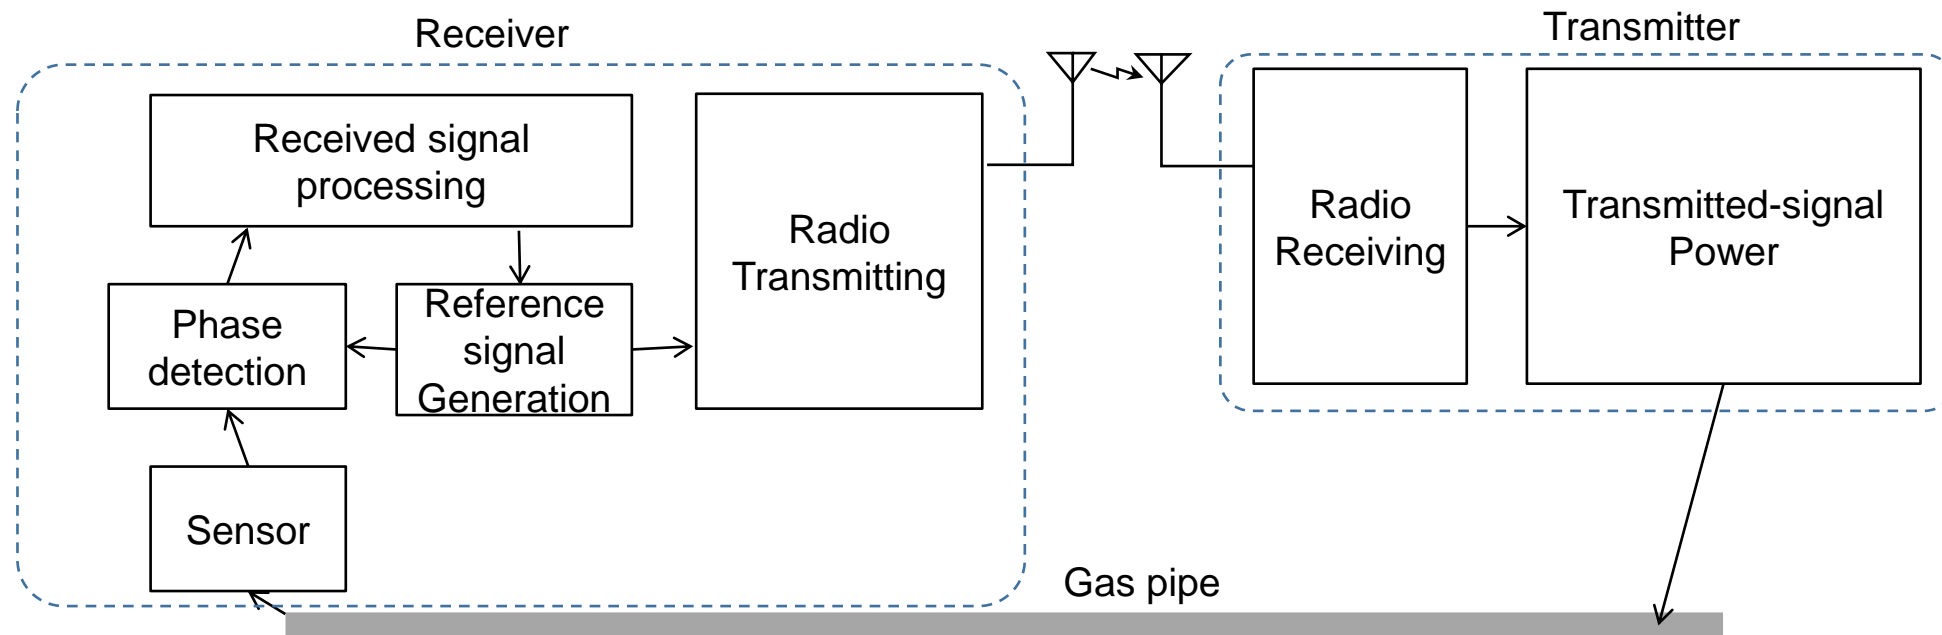 Receiver
Transmitter
Received signal
processing
Radio
Transmitting
Radio
Receiving
Transmitted-signal
Power
Phase
detection
Reference
signal
Generation
Sensor
Gas pipe